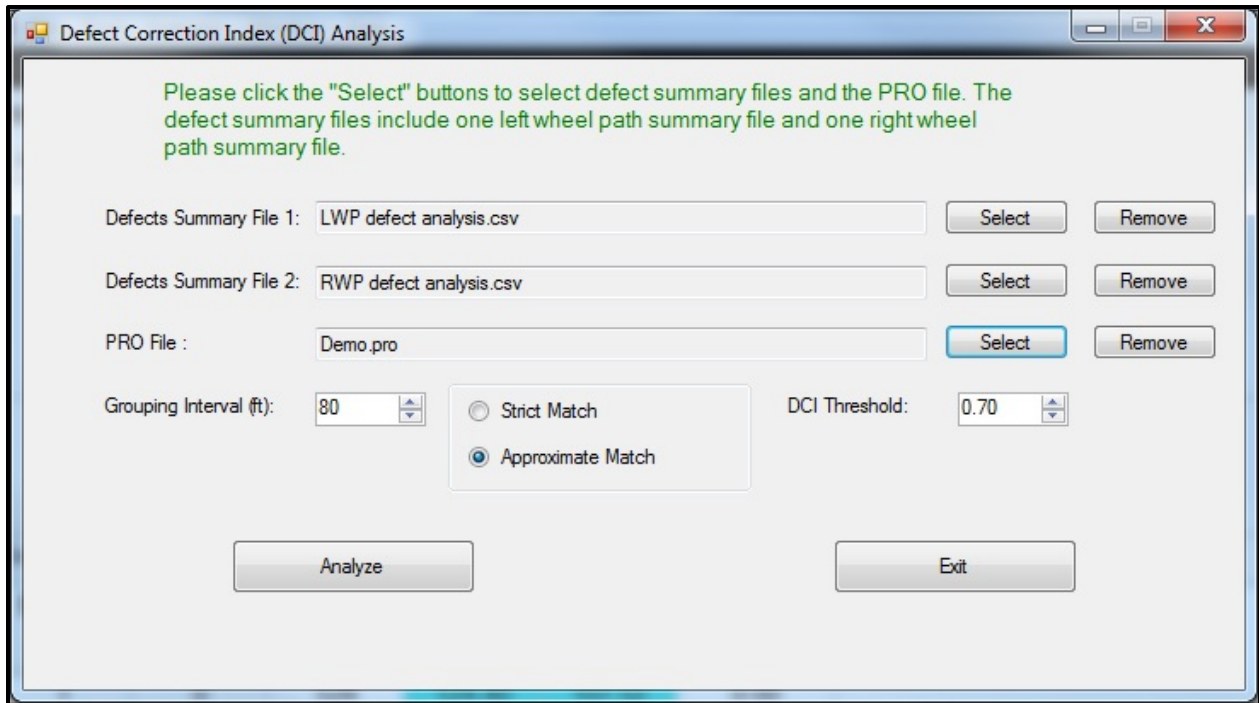 Defect Correction Index (DCI) Analysis
Please click the "Select" buttons to select defect summary files and the PRO file. The
defect summary files include one left wheel path summary file and one right wheel
path summary file.
Defects Summary File 1: LWP defect analysis.csv Select Remove
Defects Summary File 2: RWP defect analysis.csv Select Remove
PRO File : Demo.pro Select Remove
Grouping Interval (ft): 80 Strict Match DCI Threshold: 0.70
Approximate Match
Analyze Exit